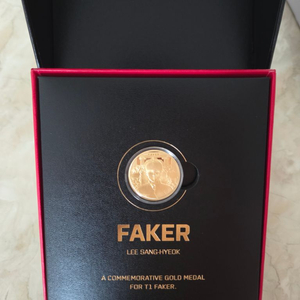 FAKER
LEE SANG-HYEOK
A COMMEMORATIVE GOLD MEDAL
FOR T1 FAKER.